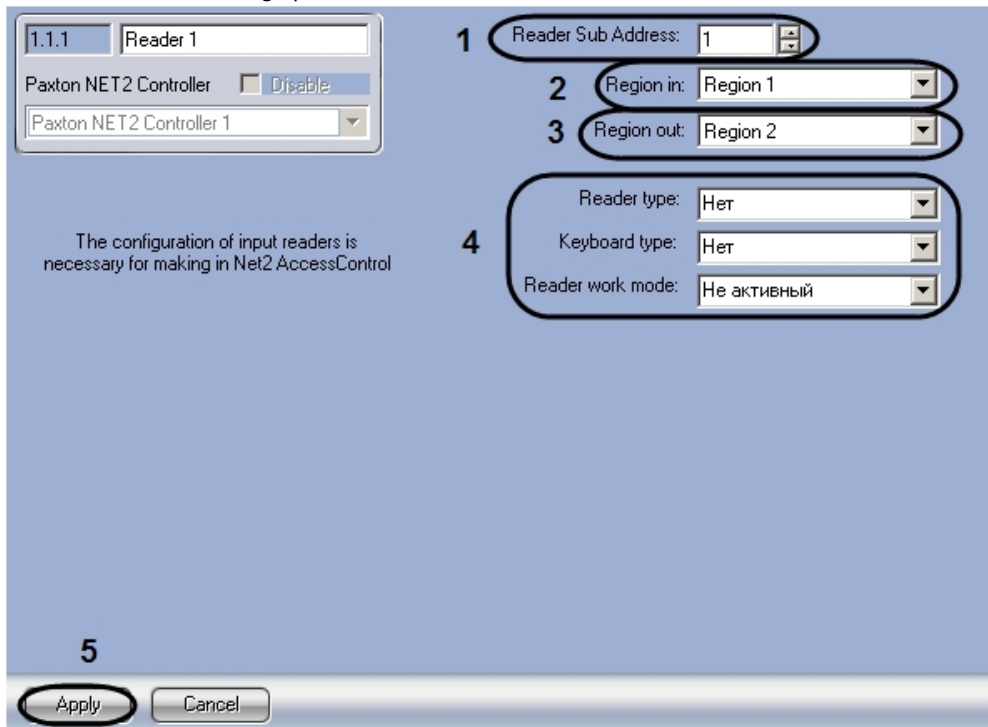 1.1.1 Reader 1
Paxton NET2 Controller Disable
Paxton NET2 Controller 1
The configuration of input readers is
necessary for making in Net2 AccessControl
1 Reader Sub Address: 1
2 Region in: Region 1
3 Region out: Region 2
4
Reader type: Нет
Keyboard type: Нет
Reader work mode: Не активный
5
Apply Cancel